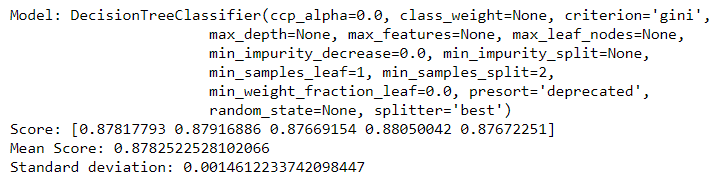 Model: DecisionTreeClassifier(ccp_alpha=0.0, class_weight=None, criterion='gini',
max_depth=None, max_features=None, max_leaf_nodes=None,
min_impurity_decrease=0.0, min_impurity_split=None,
min_samples_leaf=1, min_samples_split=2,
min_weight_fraction_leaf=0.0, presort='deprecated',
random_state=None, splitter='best')
Score: [0.87817793 0.87916886 0.87669154 0.88050042 0.87672251]
Mean Score: 0.8782522528102066
Standard deviation: 0.0014612233742098447